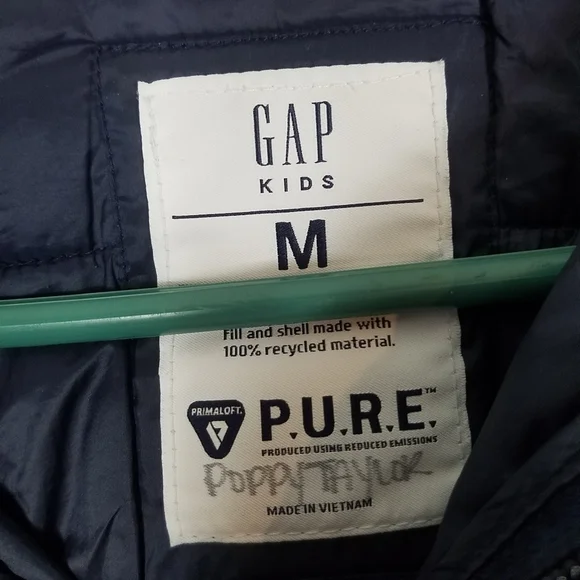 GAP
KIDS
M
Fill and shell made with
100% recycled material.
PRIMALOFT.
P.U.R.E.™
PRODUCED USING REDUCED EMISSIONS
POPPY TAYLOR
MADE IN VIETNAM